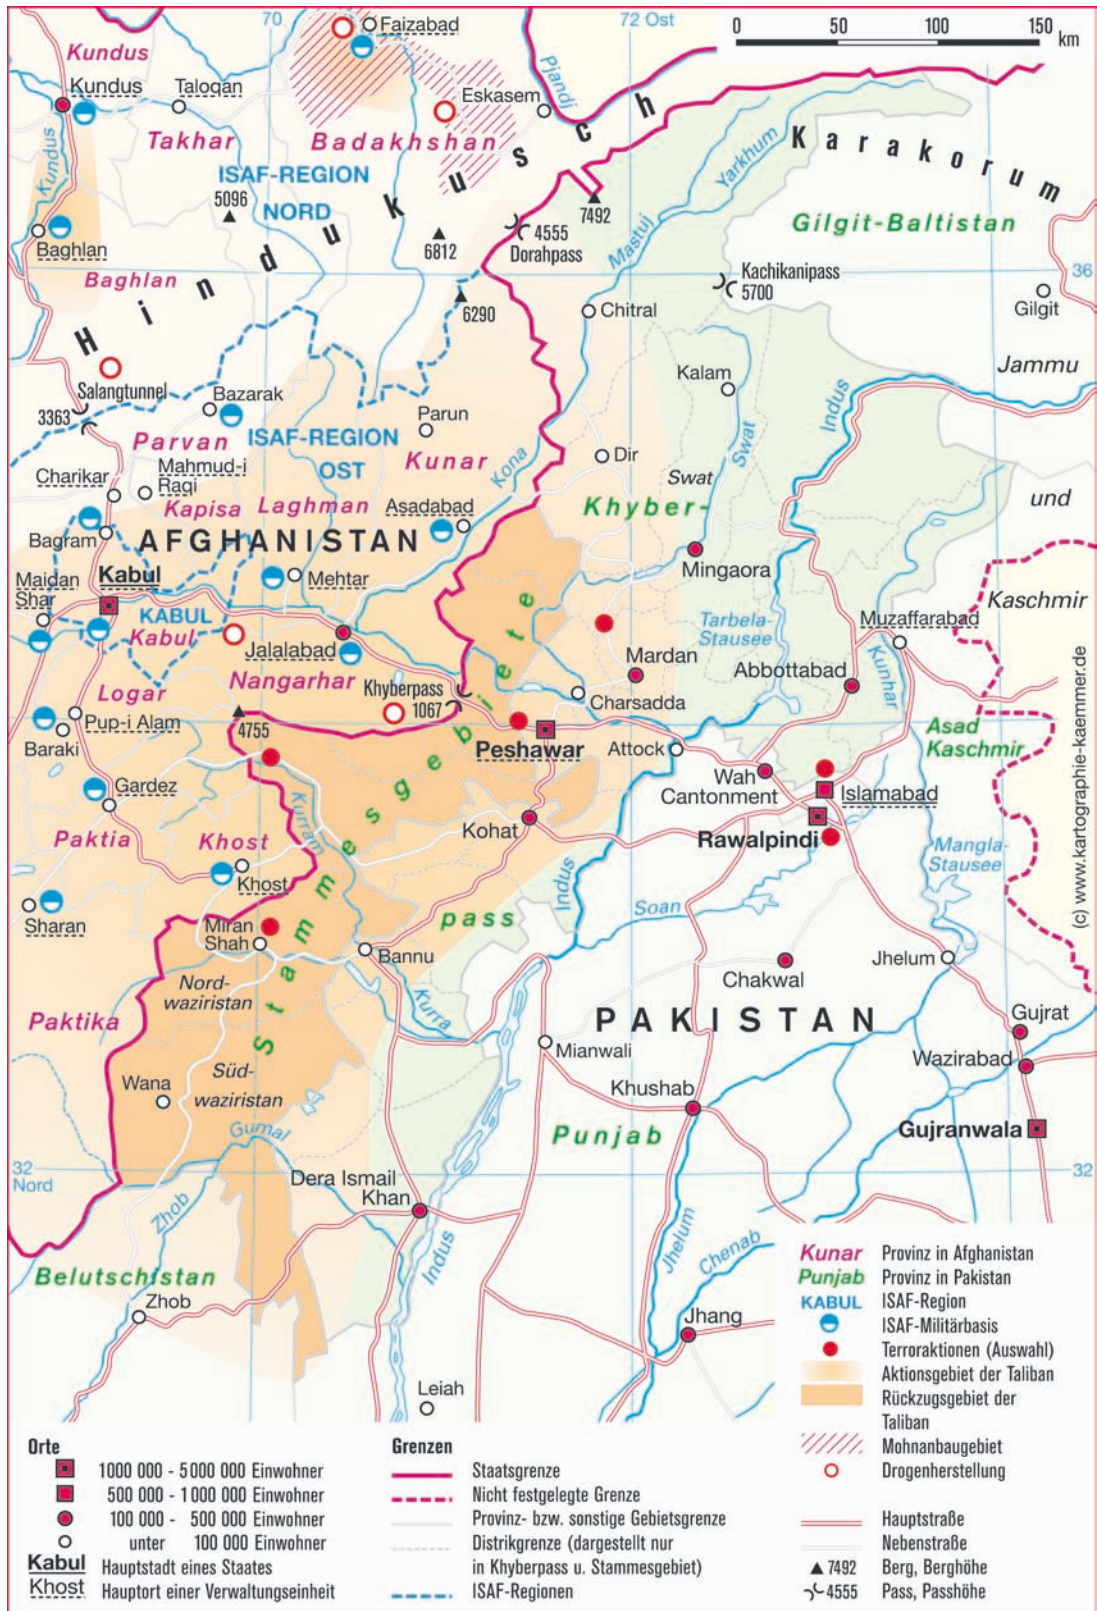 70
72 Ost
0 50 100 150
km
Faizabad
Kundus
Kundus
Taloqan
Eskasem
Pjandj
Takhar
Badakhshan
Kundus
ISAF-REGION
NORD
5096
Hindukusch
Karakorum
Yarkhum
7492
Mastuj
Gilgit-Baltistan
4555
Dorahpass
6812
Baghlan
Baghlan
Kachikanipass
5700
36
Gilgit
6290
Chitral
Jammu
Salangtunnel
3363
Bazarak
Kalam
Indus
Parun
Parvan
ISAF-REGION
OST
Kunar
Kona
Dir
Swat
Swat
Mahmud-i
Raqi
Charikar
Kapisa
Laghman
Asadabad
Khyber-
und
Bagram
AFGHANISTAN
Mingaora
Maidan
Shar
Kabul
Mehtar
Kaschmir
KABUL
Kabul
Tarbela-
Stausee
Muzaffarabad
Jalalabad
Mardan
Abbottabad
Kunhar
Logar
Nangarhar
Khyberpass
1067
Charsadda
Pup-i Alam
4755
Baraki
Peshawar
Attock
Asad
Kaschmir
Wah
Cantonment
Islamabad
Gardez
Kurram
Stammesgebiete
Kohat
Rawalpindi
Paktia
Khost
Mangla-
Stausee
Khost
Indus
Soan
Sharan
pass
Miran
Shah
Bannu
Chakwal
Jhelum
Nord-
waziristan
Kurra
PAKISTAN
Gujrat
Paktika
Mianwali
Wazirabad
Süd-
waziristan
Wana
Khushab
Gujranwala
Gumal
Punjab
32
Nord
32
Dera Ismail
Khan
Zhob
Indus
Jhelum
Chenab
Belutschistan
Zhob
Jhang
Leiah
(c) www.kartographie-kaemmer.de
Kunar Provinz in Afghanistan
Punjab Provinz in Pakistan
KABUL ISAF-Region
ISAF-Militärbasis
Terroraktionen (Auswahl)
Aktionsgebiet der Taliban
Rückzugsgebiet der
Taliban
Mohnanbaugebiet
Drogenherstellung
Hauptstraße
Nebenstraße
7492 Berg, Berghöhe
4555 Pass, Passhöhe
Orte
1000 000 - 5000 000 Einwohner
500 000 - 1 000 000 Einwohner
100 000 - 500 000 Einwohner
unter 100 000 Einwohner
Kabul Hauptstadt eines Staates
Khost Hauptort einer Verwaltungseinheit
Grenzen
Staatsgrenze
Nicht festgelegte Grenze
Provinz- bzw. sonstige Gebietsgrenze
Distrikgrenze (dargestellt nur
in Khyberpass u. Stammesgebiet)
ISAF-Regionen